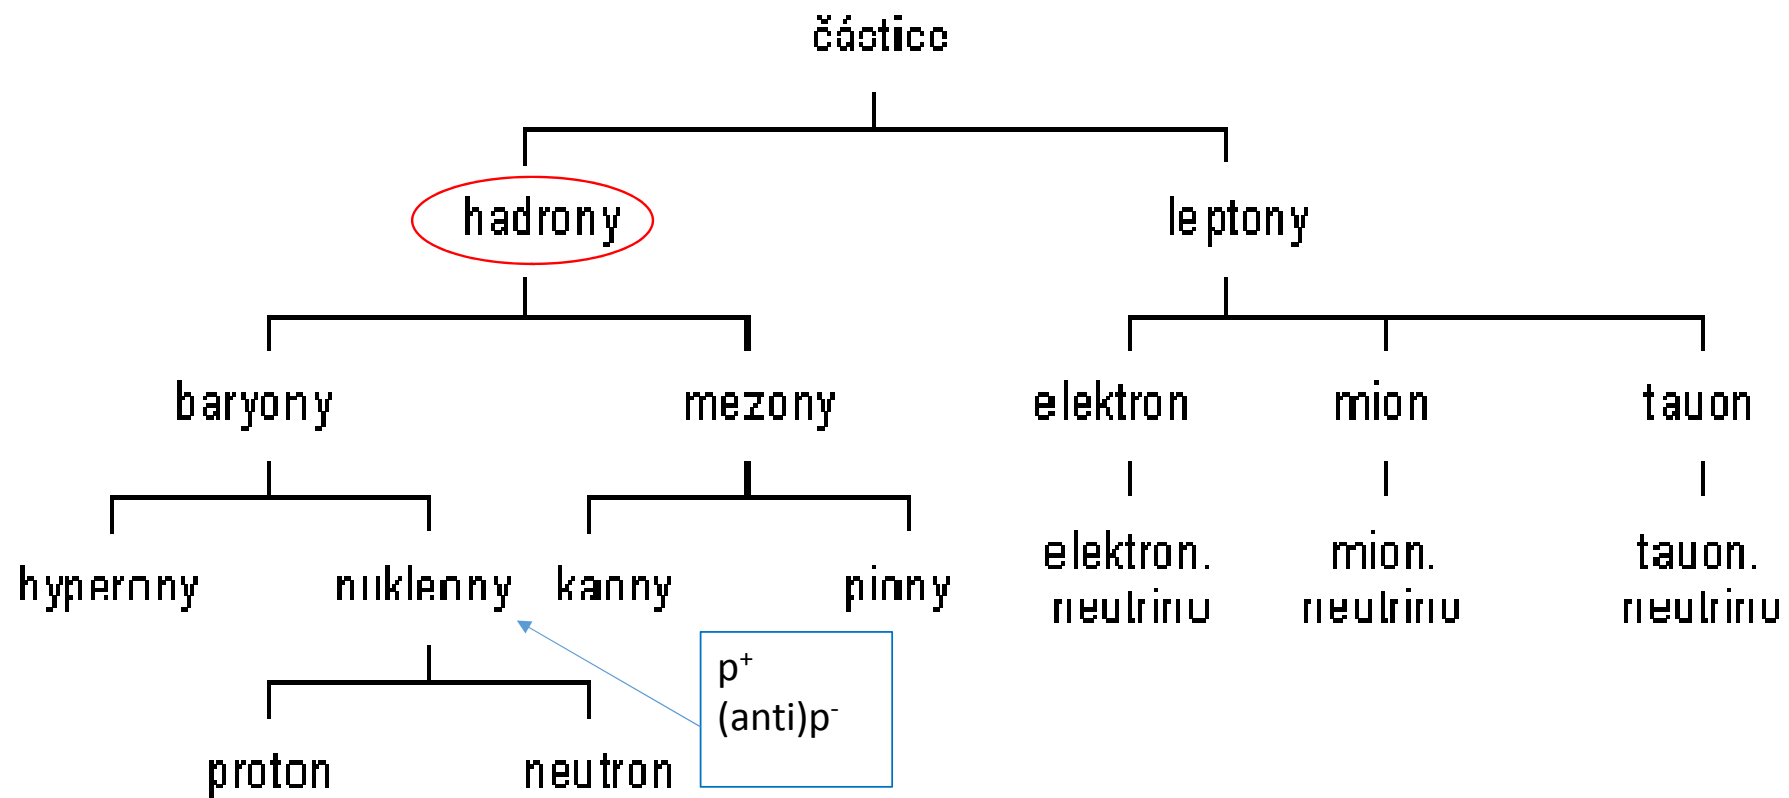 částice
hadrony leptony
baryony mezony elektron mion tauon
hyperony nukleony kaony piony elektron. mion. tauon.
neutrino neutrino neutrino
p⁺
(anti)p⁻
proton neutron